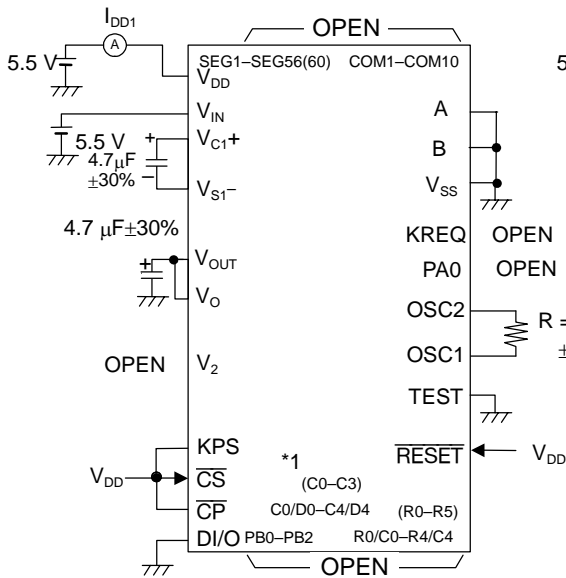 OPEN
I_DD1
A
5.5 V
5
SEG1–SEG56(60) COM1–COM10
V_DD
V_IN
5.5 V
V_C1+
4.7μF
±30%
V_S1–
+
–
4.7 μF±30%
+
V_OUT
V_O
OPEN V_2
V_DD
KPS
CS
CP
DI/O
A
B
V_SS
KREQ OPEN
PA0 OPEN
OSC2
OSC1
R =
±
TEST
RESET V_DD
*1
(C0–C3)
C0/D0–C4/D4 (R0–R5)
PB0–PB2 R0/C0–R4/C4
OPEN